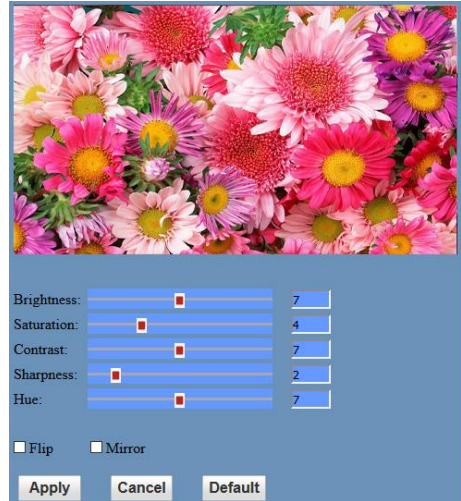 Brightness: 7
Saturation: 4
Contrast: 7
Sharpness: 2
Hue: 7
Flip Mirror
Apply Cancel Default